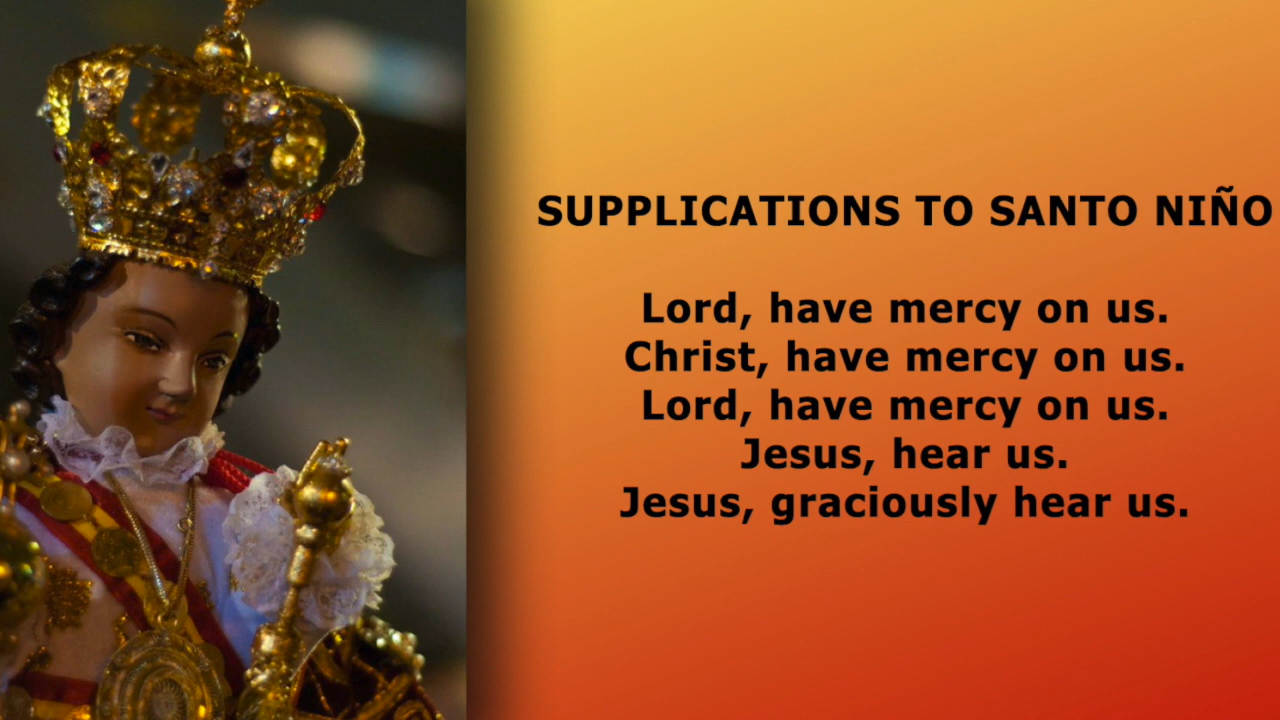 SUPPLICATIONS TO SANTO NIÑO
Lord, have mercy on us.
Christ, have mercy on us.
Lord, have mercy on us.
Jesus, hear us.
Jesus, graciously hear us.